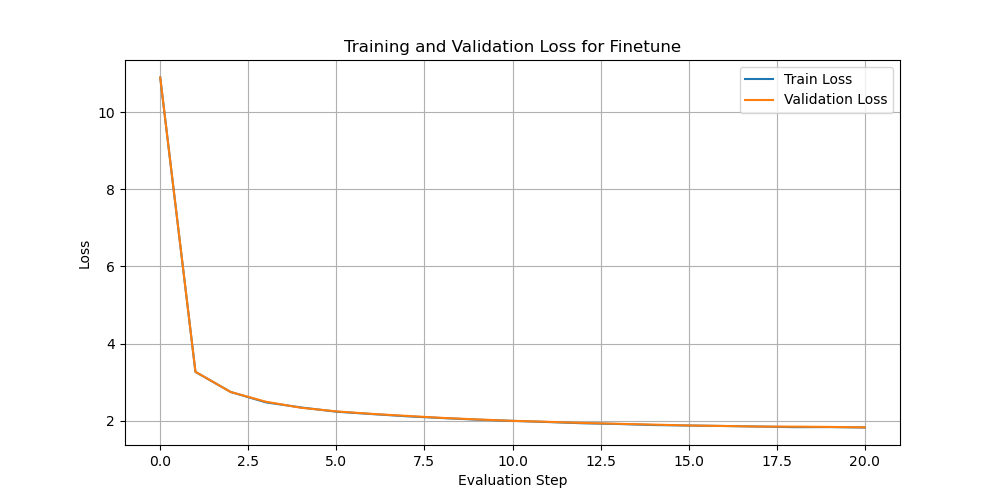 Training and Validation Loss for Finetune
Train Loss
Validation Loss
Loss
10
8
6
4
2
0.0 2.5 5.0 7.5 10.0 12.5 15.0 17.5 20.0
Evaluation Step